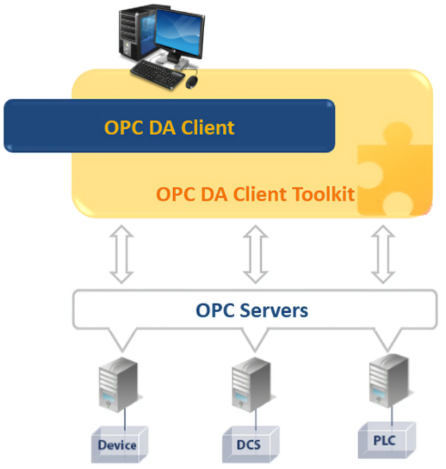 OPC DA Client
OPC DA Client Toolkit
OPC Servers
Device
DCS
PLC